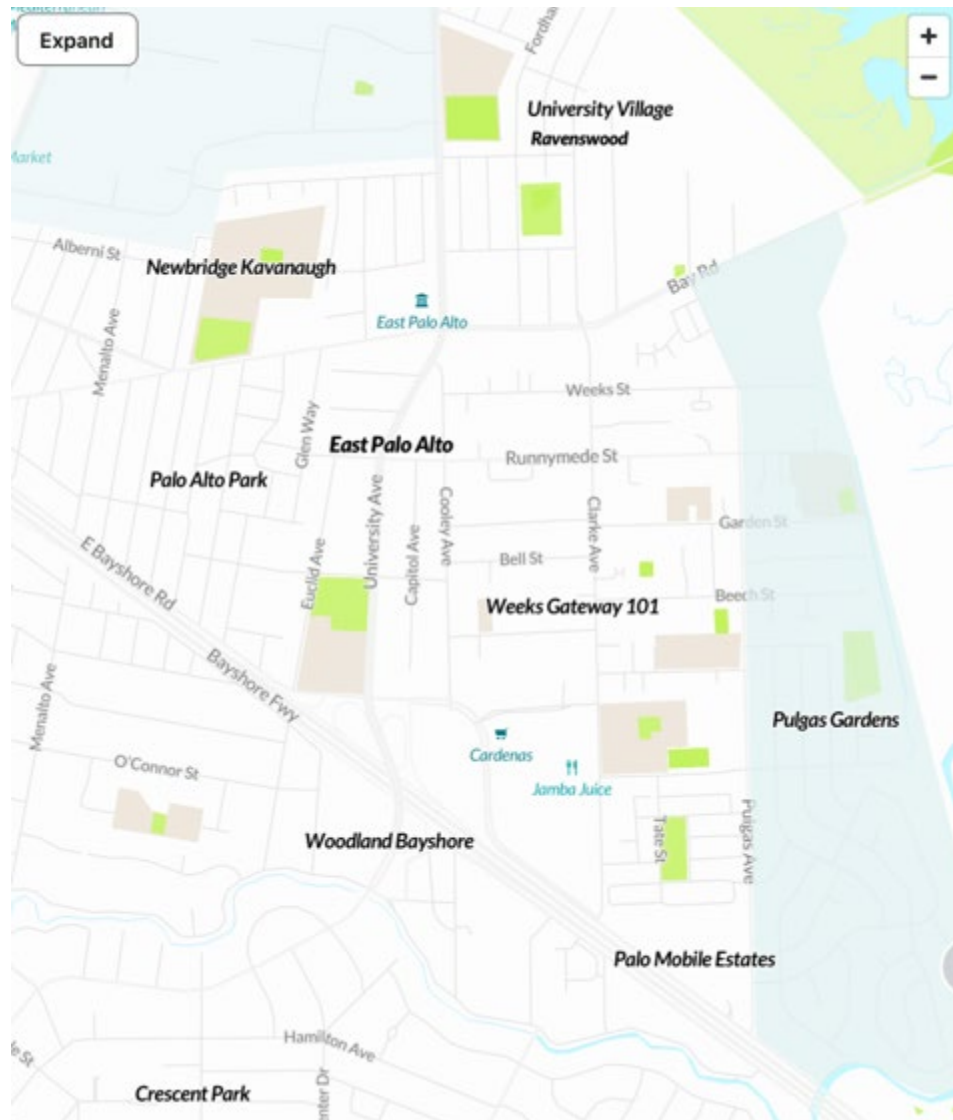 Expand
+
−
Fordha
University Village
Ravenswood
Market
Alberni St
Newbridge Kavanaugh
Bay Rd
East Palo Alto
Menalto Ave
Weeks St
Glen Way
East Palo Alto
Runnymede St
Palo Alto Park
University Ave
Cooley Ave
Clarke Ave
Garden St
Capitol Ave
Euclid Ave
E Bayshore Rd
Bell St
Beech St
Weeks Gateway 101
Bayshore Fwy
Menalto Ave
Pulgas Gardens
Cardenas
O'Connor St
Jamba Juice
Woodland Bayshore
Tate St
Pulgas Ave
Palo Mobile Estates
Hamilton Ave
Crescent Park